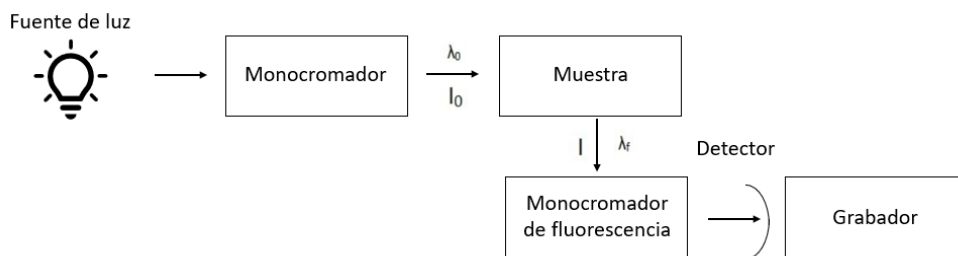 Fuente de luz
Monocromador
λ₀
I₀
Muestra
I
λf
Detector
Monocromador
de fluorescencia
Grabador